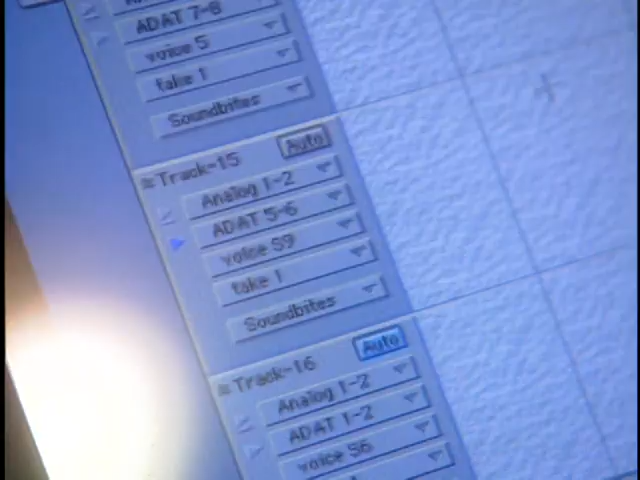 ADAT 7-8
voice 5
take 1
Soundbites
Track-15 Auto
Analog 1-2
ADAT 5-6
voice 59
take 1
Soundbites
Track-16 Auto
Analog 1-2
ADAT 1-2
voice 56